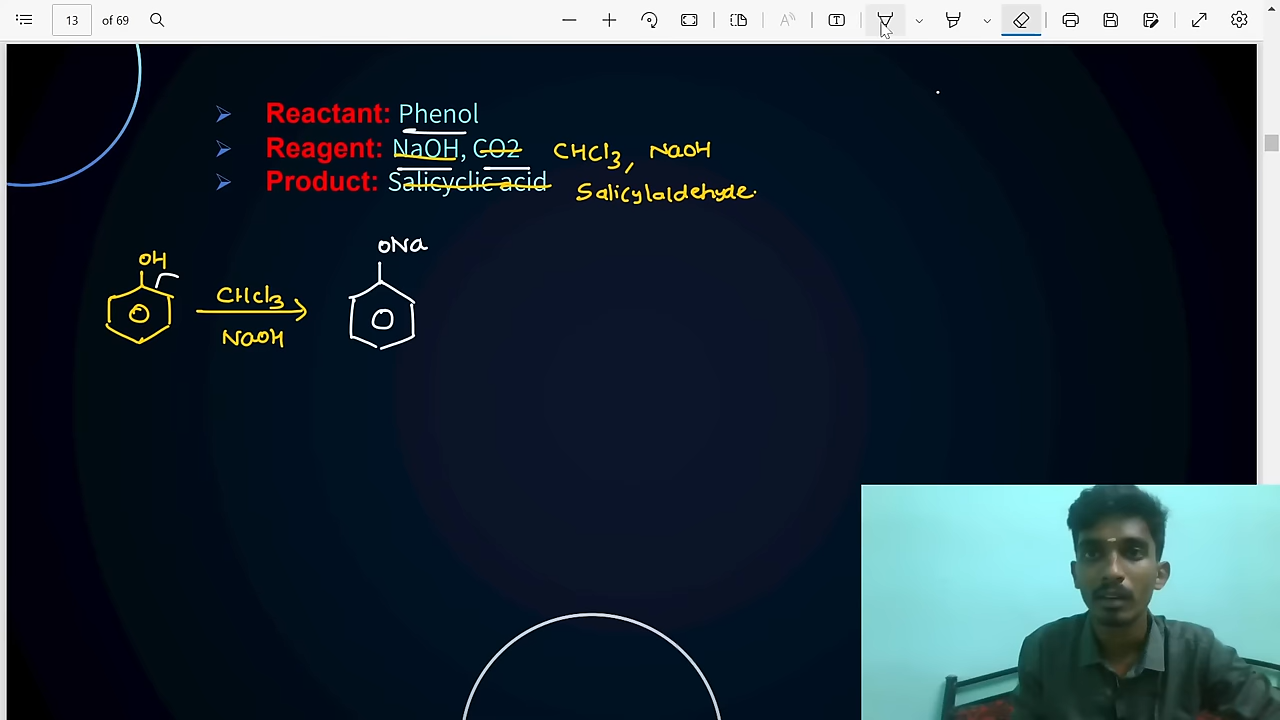 13 of 69
Reactant: Phenol
Reagent: NaOH, CO2 CHCl3, NaOH
Product: Salicyclic acid Salicylaldehyde.
OH
CHCl3
NaOH
ONa